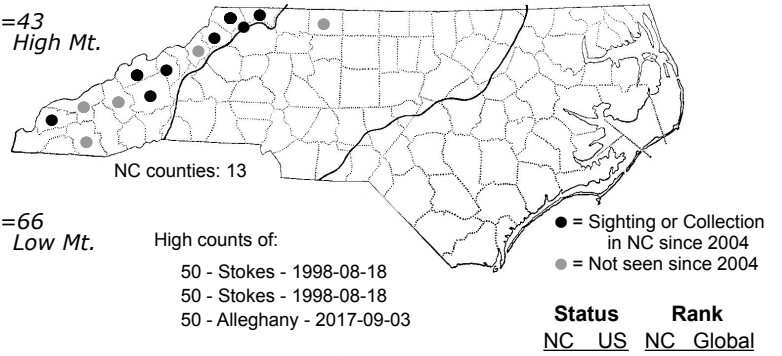 =43
High Mt.
NC counties: 13
=66
Low Mt.
High counts of:
50 - Stokes - 1998-08-18
50 - Stokes - 1998-08-18
50 - Alleghany - 2017-09-03
= Sighting or Collection
in NC since 2004
= Not seen since 2004
Status Rank
NC US NC Global